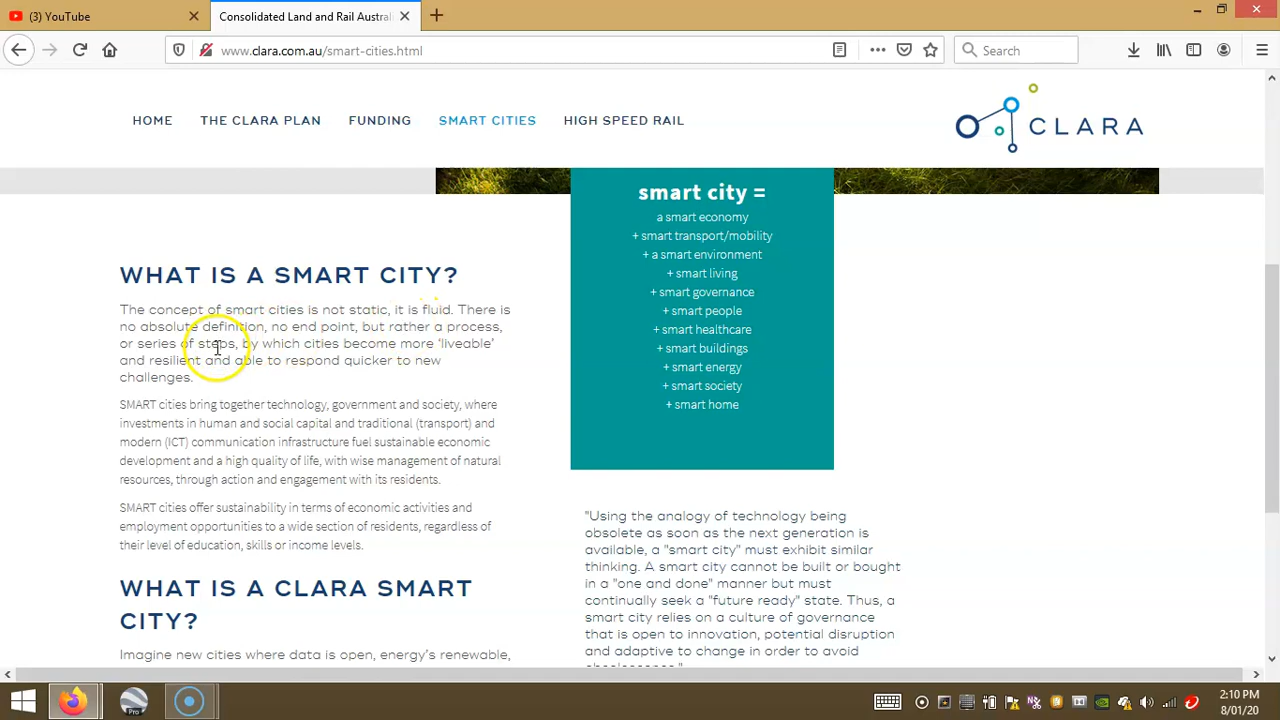 (3) YouTube
Consolidated Land and Rail Austral
www.clara.com.au/smart-cities.html
Search
HOME
THE CLARA PLAN
FUNDING
SMART CITIES
HIGH SPEED RAIL
CLARA
smart city =
a smart economy
+ smart transport/mobility
+ a smart environment
+ smart living
+ smart governance
+ smart people
+ smart healthcare
+ smart buildings
+ smart energy
+ smart society
+ smart home
WHAT IS A SMART CITY?
The concept of smart cities is not static, it is fluid. There is
no absolute definition, no end point, but rather a process,
or series of steps, by which cities become more ‘liveable’
and resilient and able to respond quicker to new
challenges.
SMART cities bring together technology, government and society, where
investments in human and social capital and traditional (transport) and
modern (ICT) communication infrastructure fuel sustainable economic
development and a high quality of life, with wise management of natural
resources, through action and engagement with its residents.
SMART cities offer sustainability in terms of economic activities and
employment opportunities to a wide section of residents, regardless of
their level of education, skills or income levels.
WHAT IS A CLARA SMART
CITY?
Imagine new cities where data is open, energy’s renewable,
"Using the analogy of technology being
obsolete as soon as the next generation is
available, a "smart city" must exhibit similar
thinking. A smart city cannot be built or bought
in a "one and done" manner but must
continually seek a "future ready" state. Thus, a
smart city relies on a culture of governance
that is open to innovation, potential disruption
and adaptive to change in order to avoid
obsolescence."
Pro
2:10 PM
8/01/20